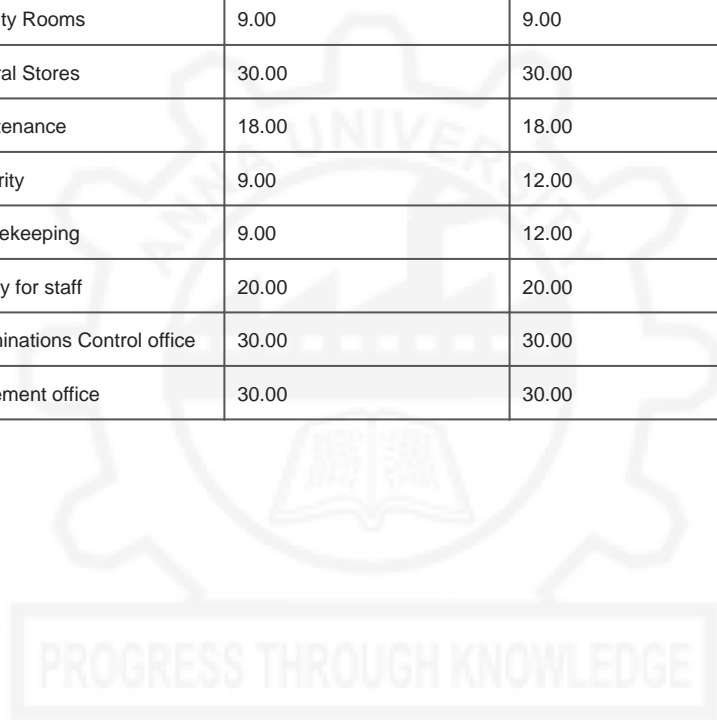 ty Rooms 9.00 9.00
ral Stores 30.00 30.00
tenance 18.00 18.00
rity 9.00 12.00
ekeeping 9.00 12.00
y for staff 20.00 20.00
inations Control office 30.00 30.00
ement office 30.00 30.00
ANNA UNIVERSITY
PROGRESS THROUGH KNOWLEDGE